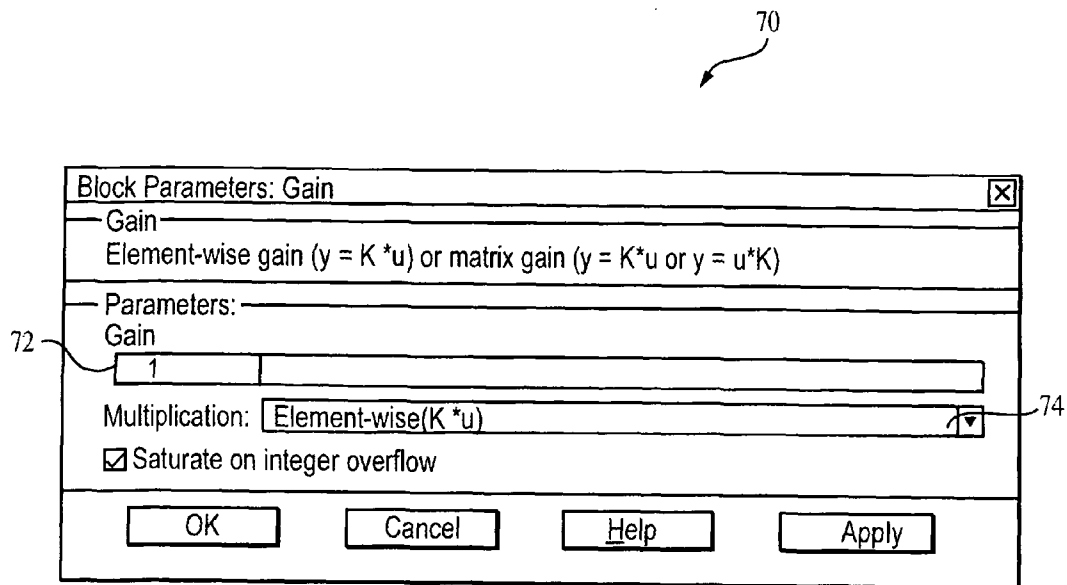 70
Block Parameters: Gain
Gain
Element-wise gain (y = K *u) or matrix gain (y = K*u or y = u*K)
Parameters:
Gain
72
1
Multiplication: Element-wise(K *u)
74
Saturate on integer overflow
OK Cancel Help Apply